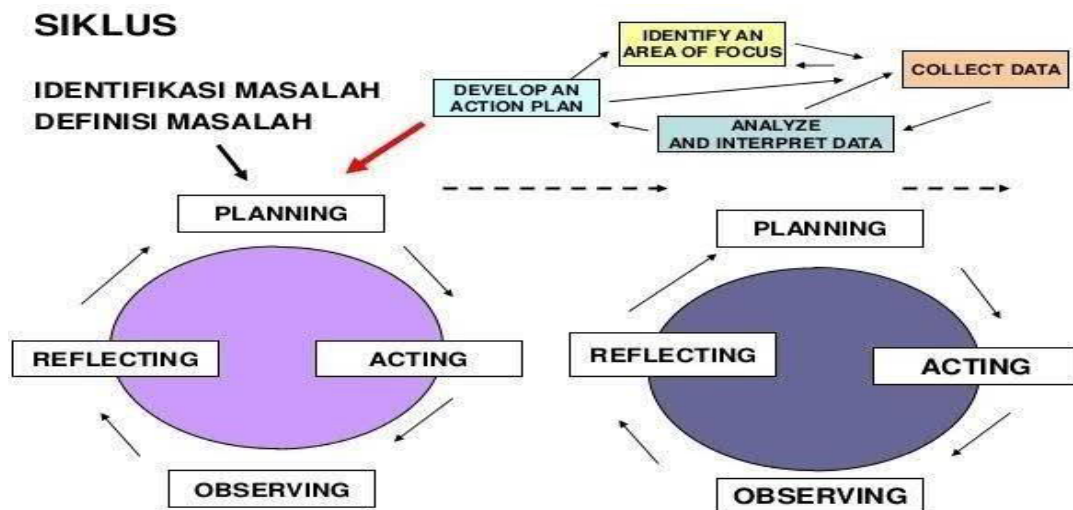 SIKLUS
IDENTIFIKASI MASALAH
DEFINISI MASALAH
IDENTIFY AN
AREA OF FOCUS
COLLECT DATA
DEVELOP AN
ACTION PLAN
ANALYZE
AND INTERPRET DATA
PLANNING
REFLECTING
ACTING
OBSERVING
PLANNING
REFLECTING
ACTING
OBSERVING